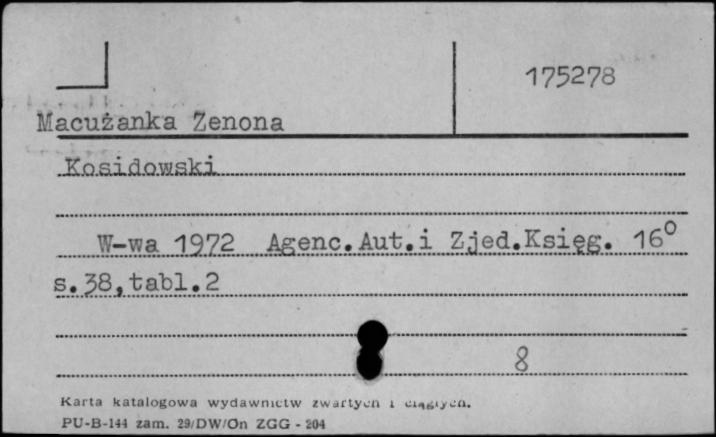 175278
Macużanka Zenona
Kosidowski
W-wa 1972 Agenc.Aut.i Zjed.Księg. 16⁰
s.38,tabl.2
8
Karta katalogowa wydawnictw zwartych i ciągłych.
PU-B-144 zam. 29/DW/On ZGG - 204